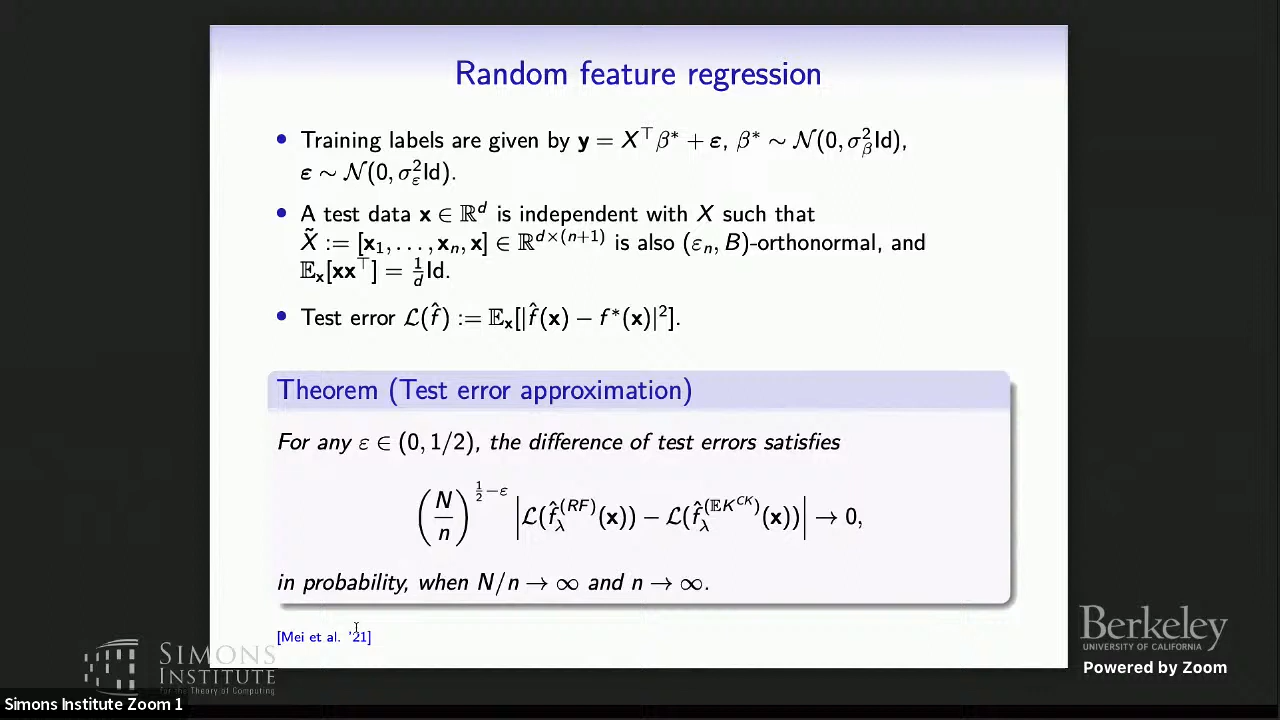 Random feature regression
• Training labels are given by y = X⊤β* + ε, β* ∼ N(0, σ²_β Id),
ε ∼ N(0, σ²_ε Id).
• A test data x ∈ ℝ^d is independent with X such that
X̃ := [x₁, . . . , xₙ, x] ∈ ℝ^{d×(n+1)} is also (εₙ, B)-orthonormal, and
𝔼ₓ[xx⊤] = 1/d Id.
• Test error L(f̂) := 𝔼ₓ[|f̂(x) − f*(x)|²].
Theorem (Test error approximation)
For any ε ∈ (0, 1/2), the difference of test errors satisfies
(N/n)^{1/2−ε} |L(f̂_λ^{(RF)}(x)) − L(f̂_λ^{(𝔼K^{CK})}(x))| → 0,
in probability, when N/n → ∞ and n → ∞.
[Mei et al. '21]
SIMONS
INSTITUTE
for the Theory of Computing
Berkeley
UNIVERSITY OF CALIFORNIA
Powered by Zoom
Simons Institute Zoom 1